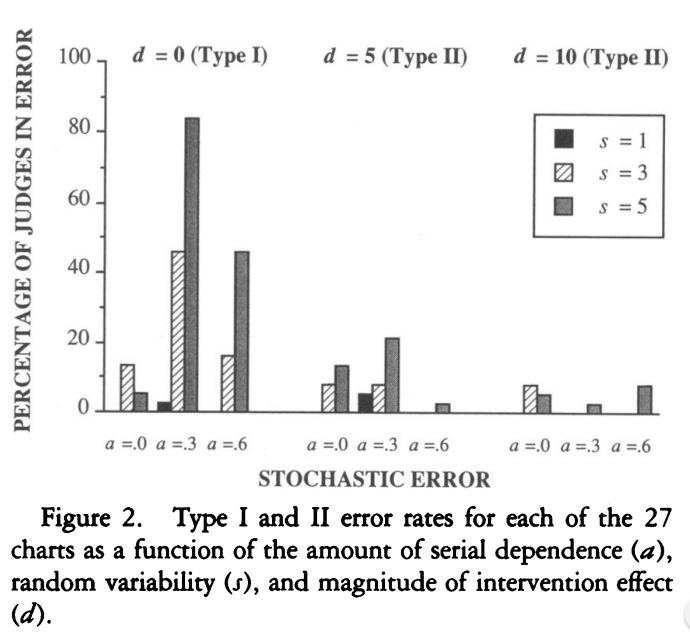 PERCENTAGE OF JUDGES IN ERROR
d = 0 (Type I) d = 5 (Type II) d = 10 (Type II)
100
80
60
40
20
0
s = 1
s = 3
s = 5
a =.0 a =.3 a =.6 a =.0 a =.3 a =.6 a =.0 a =.3 a =.6
STOCHASTIC ERROR
Figure 2. Type I and II error rates for each of the 27
charts as a function of the amount of serial dependence (a),
random variability (s), and magnitude of intervention effect
(d).